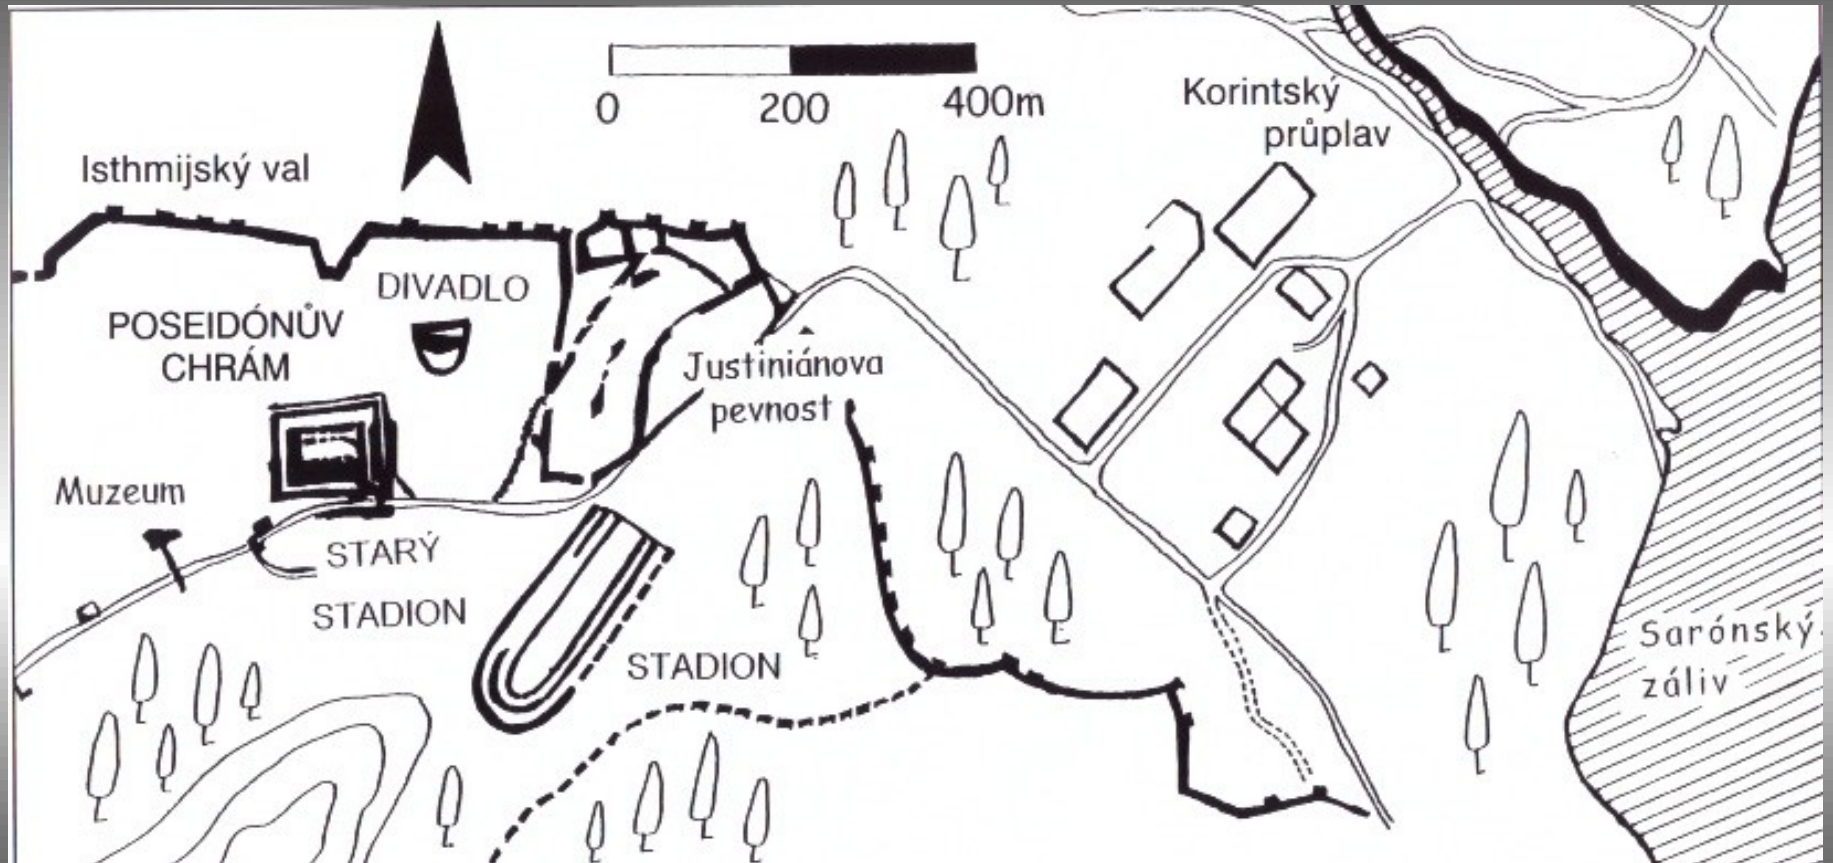 0 200 400m
Korintský
průplav
Isthmijský val
DIVADLO
POSEIDÓNŮV
CHRÁM
Justiniánova
pevnost
Muzeum
STARÝ
STADION
STADION
Sarónský
záliv